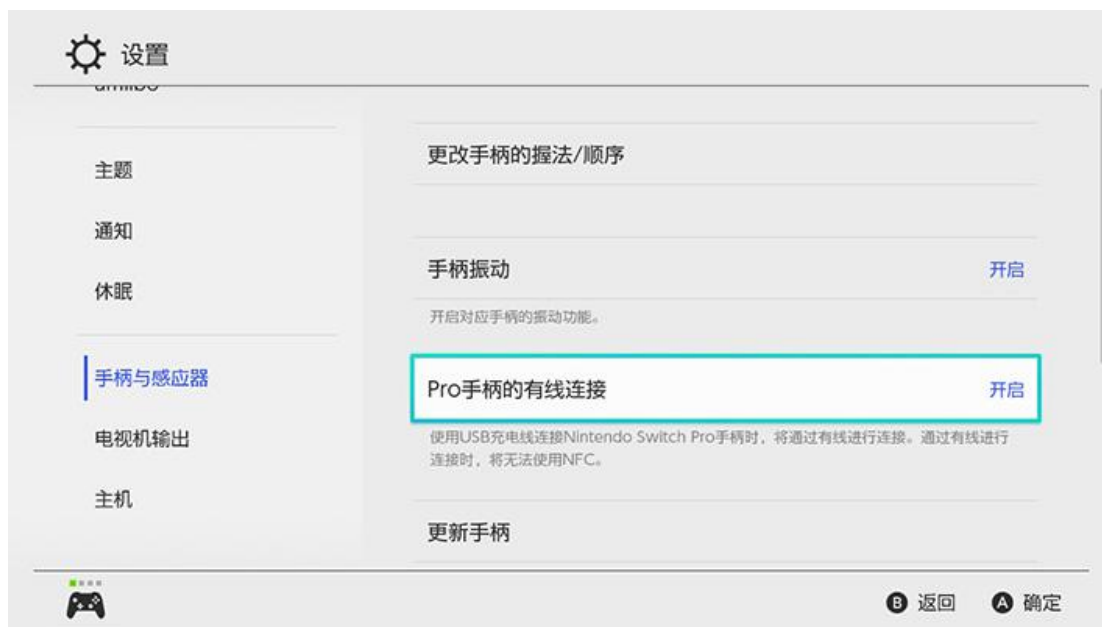 设置
amiibo
主题
通知
休眠
手柄与感应器
电视机输出
主机
更改手柄的握法/顺序
手柄振动 开启
开启对应手柄的振动功能。
Pro手柄的有线连接 开启
使用USB充电线连接Nintendo Switch Pro手柄时，将通过有线进行连接。通过有线进行
连接时，将无法使用NFC。
更新手柄
B 返回 A 确定